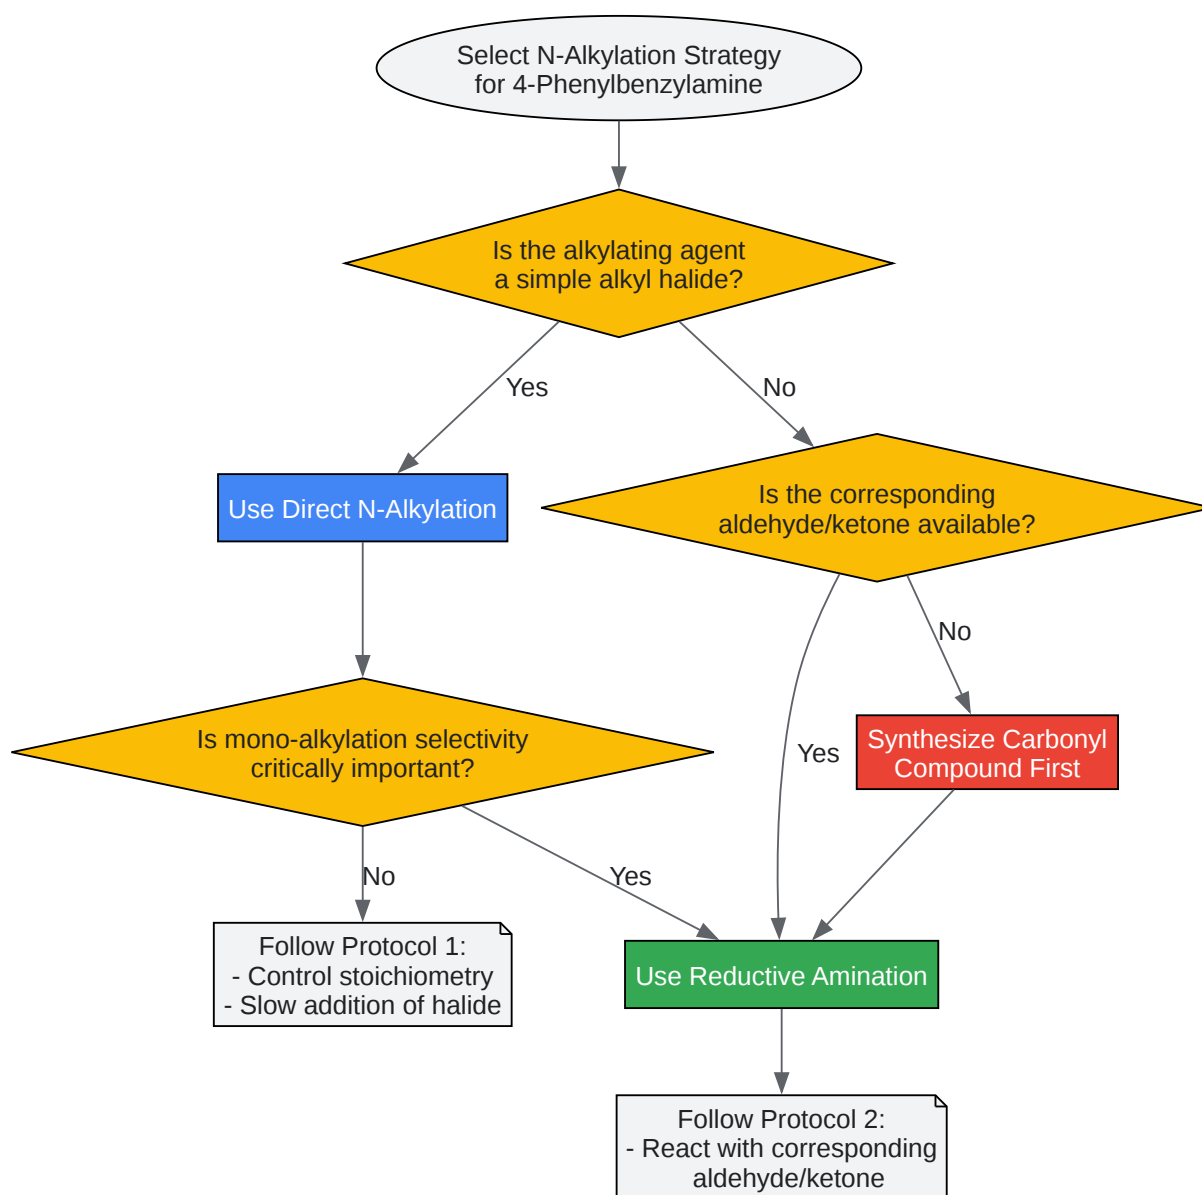 Select N-Alkylation Strategy
for 4-Phenylbenzylamine
Is the alkylating agent
a simple alkyl halide?
Yes
No
Use Direct N-Alkylation
Is the corresponding
aldehyde/ketone available?
No
Is mono-alkylation selectivity
critically important?
Yes
Synthesize Carbonyl
Compound First
No
Yes
Follow Protocol 1:
- Control stoichiometry
- Slow addition of halide
Use Reductive Amination
Follow Protocol 2:
- React with corresponding
aldehyde/ketone